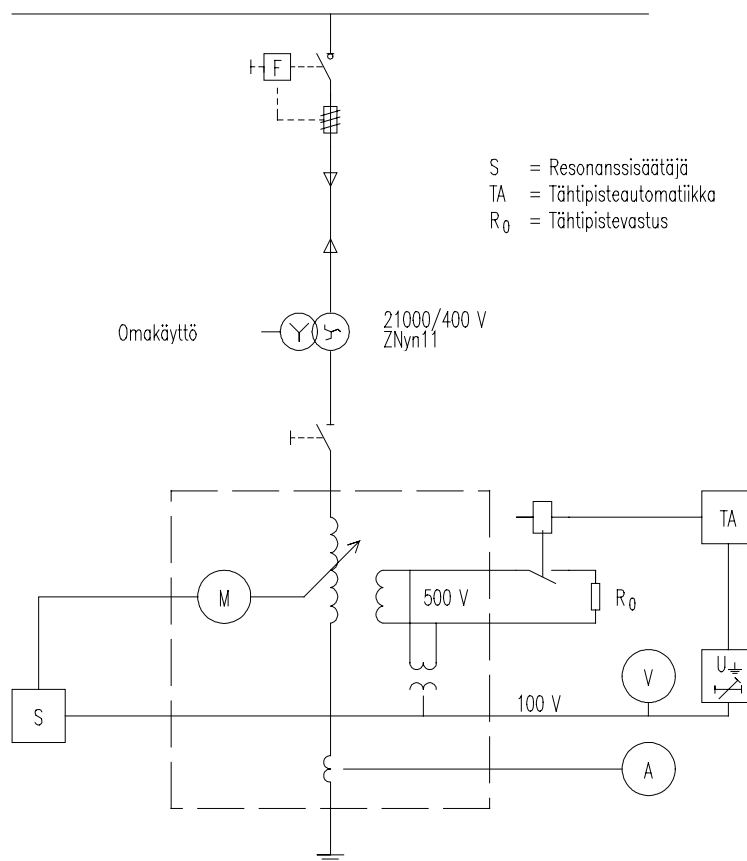 F
S = Resonanssisäätäjä
TA = Tähtipisteautomatiikka
R0 = Tähtipistevastus
Omakäyttö
21000/400 V
ZNyn11
TA
M
500 V
R0
U
V
S
100 V
A